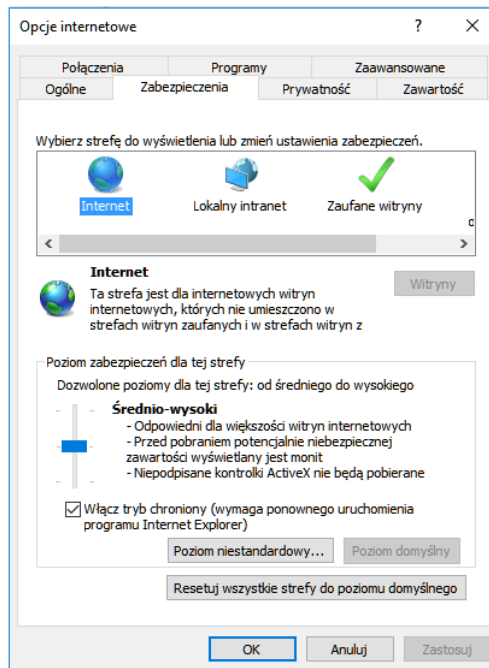 Opcje internetowe
?
Połączenia Programy Zaawansowane
Ogólne Zabezpieczenia Prywatność Zawartość
Wybierz strefę do wyświetlenia lub zmień ustawienia zabezpieczeń.
Internet Lokalny intranet Zaufane witryny
Internet
Witryny
Ta strefa jest dla internetowych witryn
internetowych, których nie umieszczono w
strefach witryn zaufanych i w strefach witryn z
Poziom zabezpieczeń dla tej strefy
Dozwolone poziomy dla tej strefy: od średniego do wysokiego
Średnio-wysoki
- Odpowiedni dla większości witryn internetowych
- Przed pobraniem potencjalnie niebezpiecznej
zawartości wyświetlany jest monit
- Niepodpisane kontrolki ActiveX nie będą pobierane
Włącz tryb chroniony (wymaga ponownego uruchomienia
programu Internet Explorer)
Poziom niestandardowy... Poziom domyślny
Resetuj wszystkie strefy do poziomu domyślnego
OK Anuluj Zastosuj